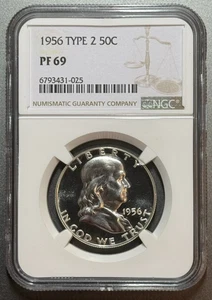 1956 TYPE 2 50C
PF 69
6793431-025
NUMISMATIC GUARANTY COMPANY
NGC
LIBERTY
1956
IN GOD WE TRUST